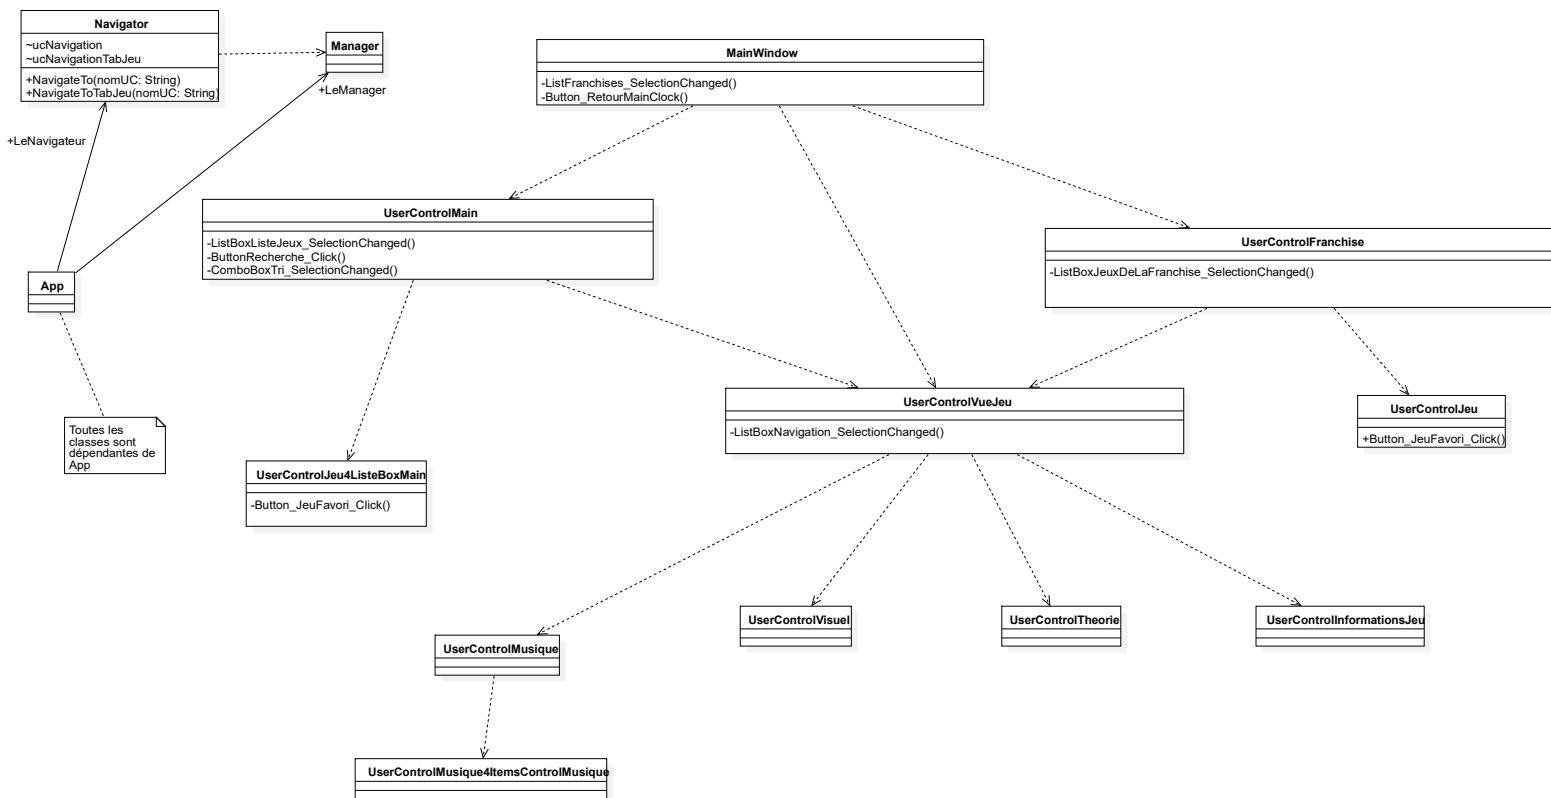 Navigator
~ucNavigation
~ucNavigationTabJeu
+NavigateTo(nomUC: String)
+NavigateToTabJeu(nomUC: String)
Manager
+LeManager
+LeNavigateur
App
Toutes les
classes sont
dépendantes de
App
MainWindow
-ListFranchises_SelectionChanged()
-Button_RetourMainClock()
UserControlMain
-ListBoxListeJeux_SelectionChanged()
-ButtonRecherche_Click()
-ComboBoxTri_SelectionChanged()
UserControlFranchise
-ListBoxJeuxDeLaFranchise_SelectionChanged()
UserControlVueJeu
-ListBoxNavigation_SelectionChanged()
UserControlJeu
+Button_JeuFavori_Click()
UserControlJeu4ListeBoxMain
-Button_JeuFavori_Click()
UserControlVisuel
UserControlTheorie
UserControlInformationsJeu
UserControlMusique
UserControlMusique4ItemsControlMusique